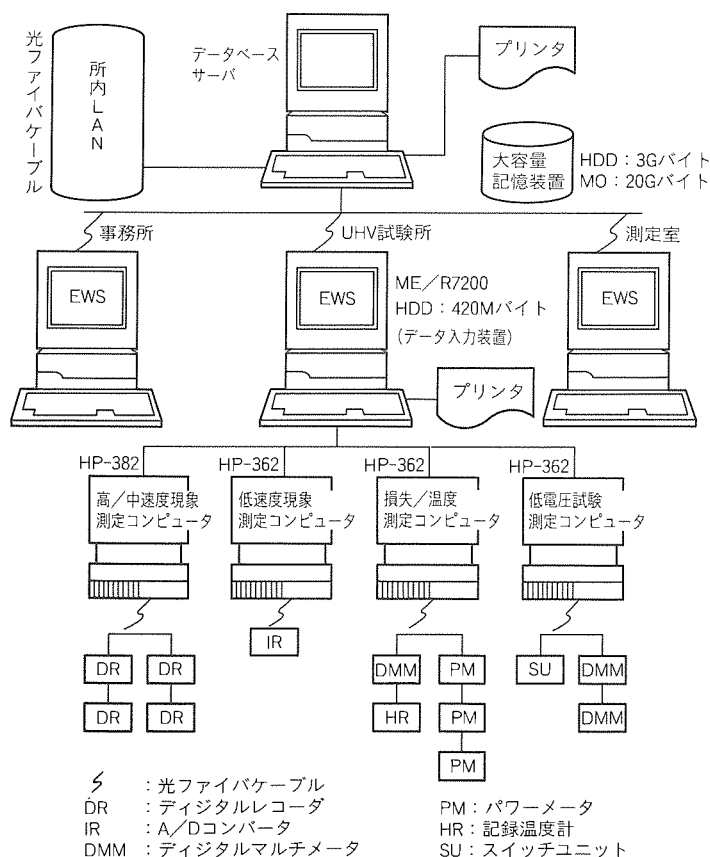 光ファイバケーブル
所内LAN
データベース
サーバ
プリンタ
大容量
記憶装置
HDD：3Gバイト
MO：20Gバイト
事務所
UHV試験所
測定室
EWS
EWS
EWS
ME／R7200
HDD：420Mバイト
(データ入力装置)
プリンタ
HP-382
HP-362
HP-362
HP-362
高／中速度現象
測定コンピュータ
低速度現象
測定コンピュータ
損失／温度
測定コンピュータ
低電圧試験
測定コンピュータ
IR
DR
DR
DMM
PM
SU
DMM
DR
DR
HR
PM
DMM
PM
：光ファイバケーブル
DR ：ディジタルレコーダ
IR ：A／Dコンバータ
DMM ：ディジタルマルチメータ
PM：パワーメータ
HR：記録温度計
SU：スイッチユニット